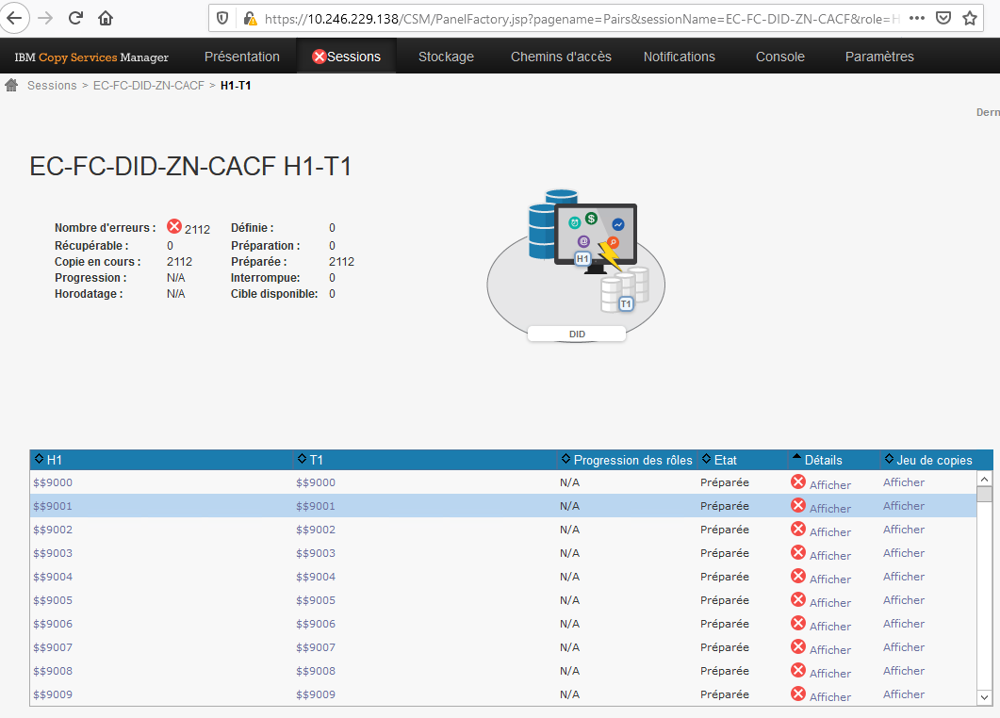 https://10.246.229.138/CSM/PanelFactory.jsp?pagename=Pairs&sessionName=EC-FC-DID-ZN-CACF&role=H
IBM Copy Services Manager Présentation Sessions Stockage Chemins d'accès Notifications Console Paramètres
Sessions > EC-FC-DID-ZN-CACF > H1-T1
Dern
EC-FC-DID-ZN-CACF H1-T1
Nombre d'erreurs : 2112 Définie : 0
Récupérable : 0 Préparation : 0
Copie en cours : 2112 Préparée : 2112
Progression : N/A Interrompue: 0
Horodatage : N/A Cible disponible: 0
$
@
H1
T1
DID
H1 T1 Progression des rôles Etat Détails Jeu de copies
$$9000 $$9000 N/A Préparée Afficher Afficher
$$9001 $$9001 N/A Préparée Afficher Afficher
$$9002 $$9002 N/A Préparée Afficher Afficher
$$9003 $$9003 N/A Préparée Afficher Afficher
$$9004 $$9004 N/A Préparée Afficher Afficher
$$9005 $$9005 N/A Préparée Afficher Afficher
$$9006 $$9006 N/A Préparée Afficher Afficher
$$9007 $$9007 N/A Préparée Afficher Afficher
$$9008 $$9008 N/A Préparée Afficher Afficher
$$9009 $$9009 N/A Préparée Afficher Afficher